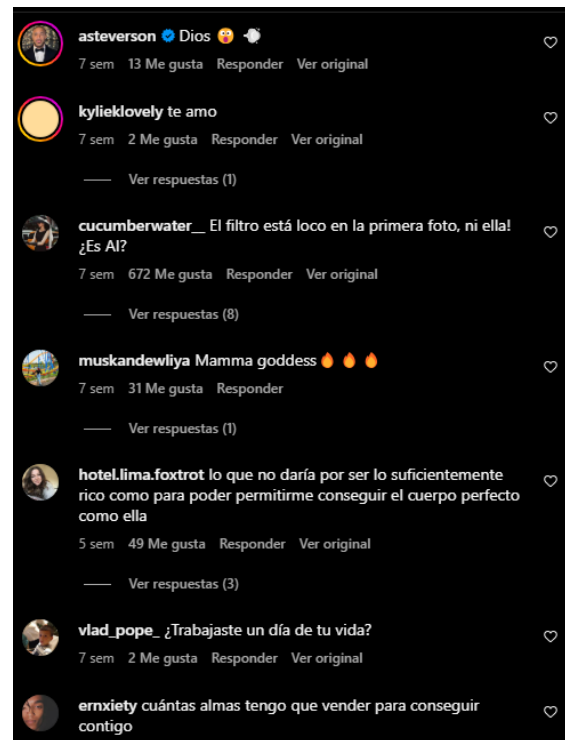 asteverson Dios 😲 💨
7 sem 13 Me gusta Responder Ver original
kylieklovely te amo
7 sem 2 Me gusta Responder Ver original
Ver respuestas (1)
cucumberwater__ El filtro está loco en la primera foto, ni ella!
¿Es AI?
7 sem 672 Me gusta Responder Ver original
Ver respuestas (8)
muskandewliya Mamma goddess🔥 🔥 🔥
7 sem 31 Me gusta Responder
Ver respuestas (1)
hotel.lima.foxtrot lo que no daría por ser lo suficientemente
rico como para poder permitirme conseguir el cuerpo perfecto
como ella
5 sem 49 Me gusta Responder Ver original
Ver respuestas (3)
vlad_pope_ ¿Trabajaste un día de tu vida?
7 sem 2 Me gusta Responder Ver original
ernxiety cuántas almas tengo que vender para conseguir
contigo